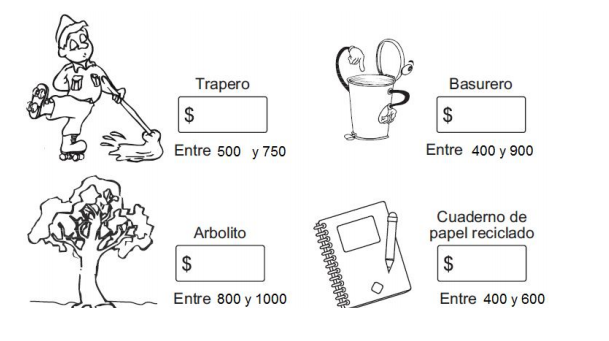 Trapero
$
Entre 500 y 750
Basurero
$
Entre 400 y 900
Arbolito
$
Entre 800 y 1000
Cuaderno de
papel reciclado
$
Entre 400 y 600